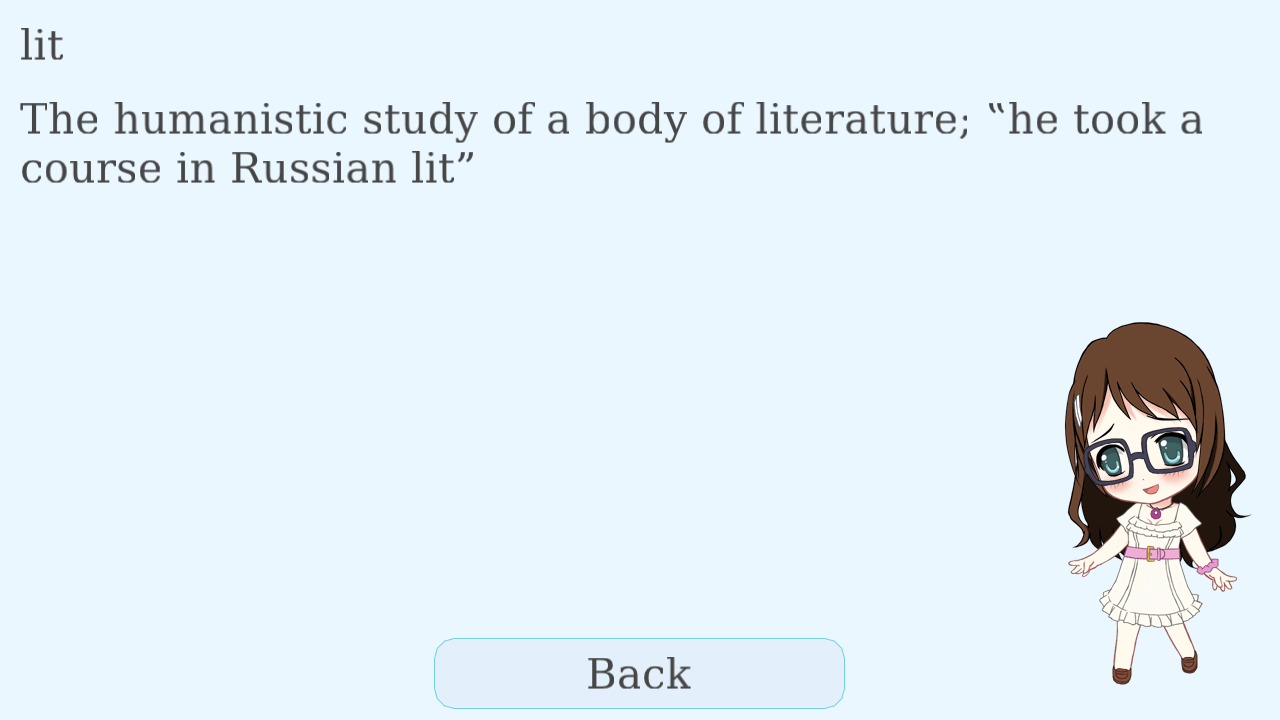 lit
The humanistic study of a body of literature; ‟he took a
course in Russian lit”
Back